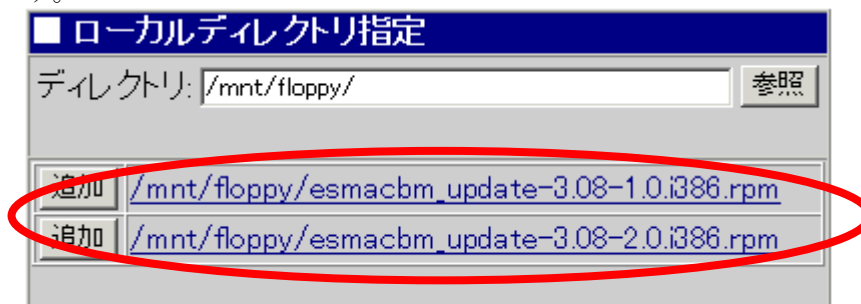 す。
■ ローカルディレクトリ指定
ディレクトリ: /mnt/floppy/ 参照
追加 /mnt/floppy/esmacbm_update-3.08-1.0.i386.rpm
追加 /mnt/floppy/esmacbm_update-3.08-2.0.i386.rpm